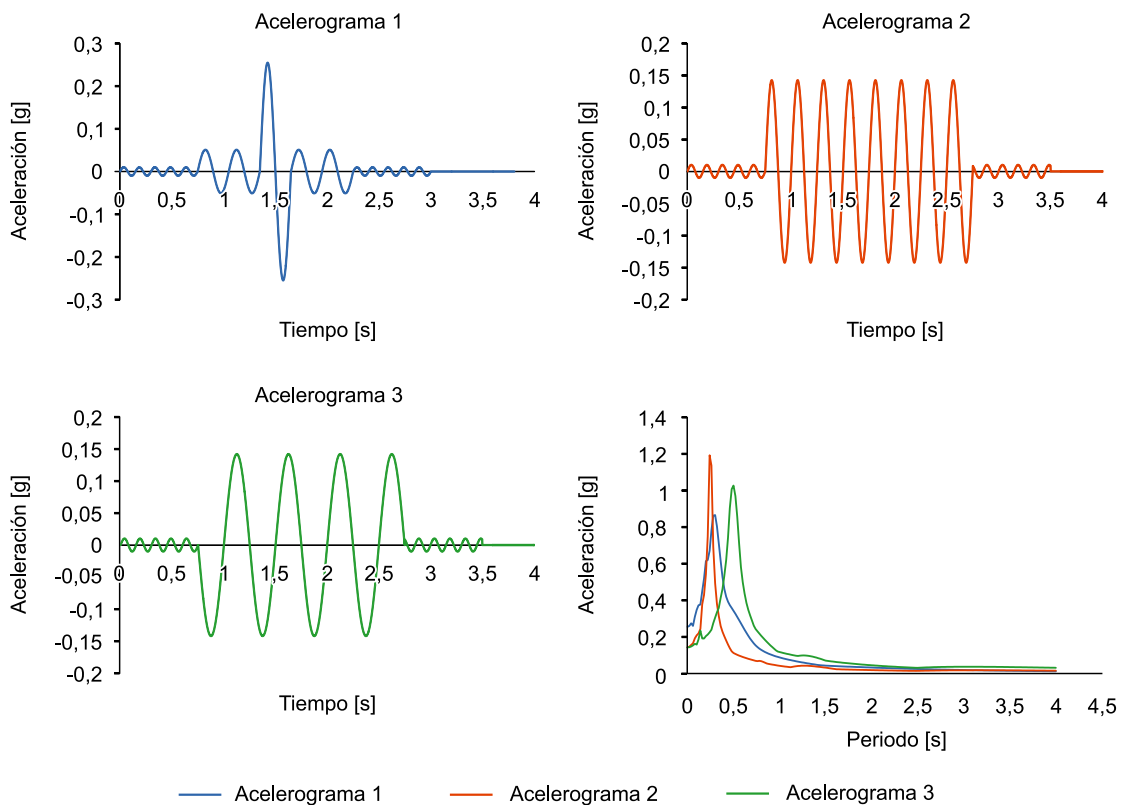 Acelerograma 1
0,3
0,2
0,1
0
-0,1
-0,2
-0,3
0 0,5 1 1,5 2 2,5 3 3,5 4
Aceleración [g]
Tiempo [s]
Acelerograma 2
0,2
0,15
0,1
0,05
0
-0,05
-0,1
-0,15
-0,2
0 0,5 1 1,5 2 2,5 3 3,5 4
Aceleración [g]
Tiempo [s]
Acelerograma 3
0,2
0,15
0,1
0,05
0
-0,05
-0,1
-0,15
-0,2
0 0,5 1 1,5 2 2,5 3 3,5 4
Aceleración [g]
Tiempo [s]
1,4
1,2
1
0,8
0,6
0,4
0,2
0
0 0,5 1 1,5 2 2,5 3 3,5 4 4,5
Aceleración [g]
Periodo [s]
Acelerograma 1 Acelerograma 2 Acelerograma 3